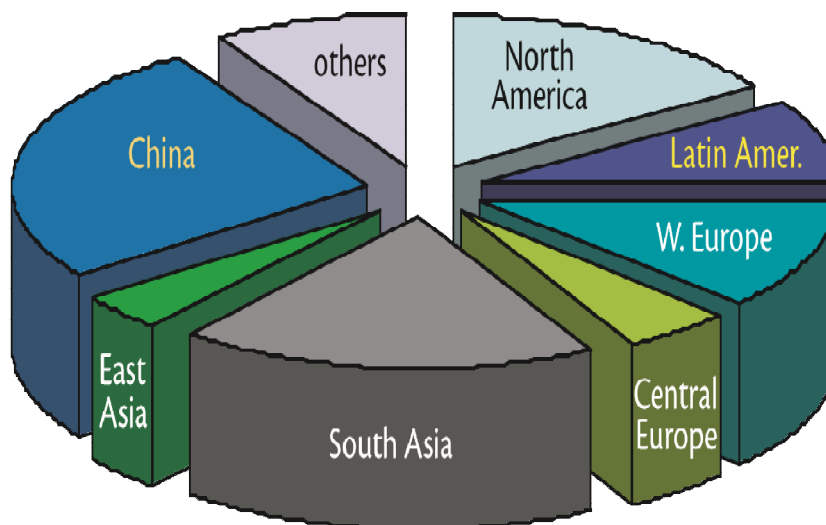 others
North
America
China
Latin Amer.
W. Europe
East
Asia
South Asia
Central
Europe